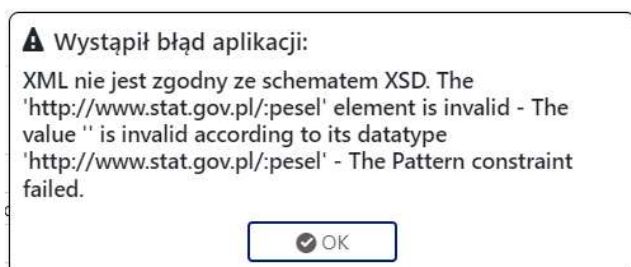 Wystąpił błąd aplikacji:
XML nie jest zgodny ze schematem XSD. The
'http://www.stat.gov.pl/:pesel' element is invalid - The
value '' is invalid according to its datatype
'http://www.stat.gov.pl/:pesel' - The Pattern constraint
failed.
OK